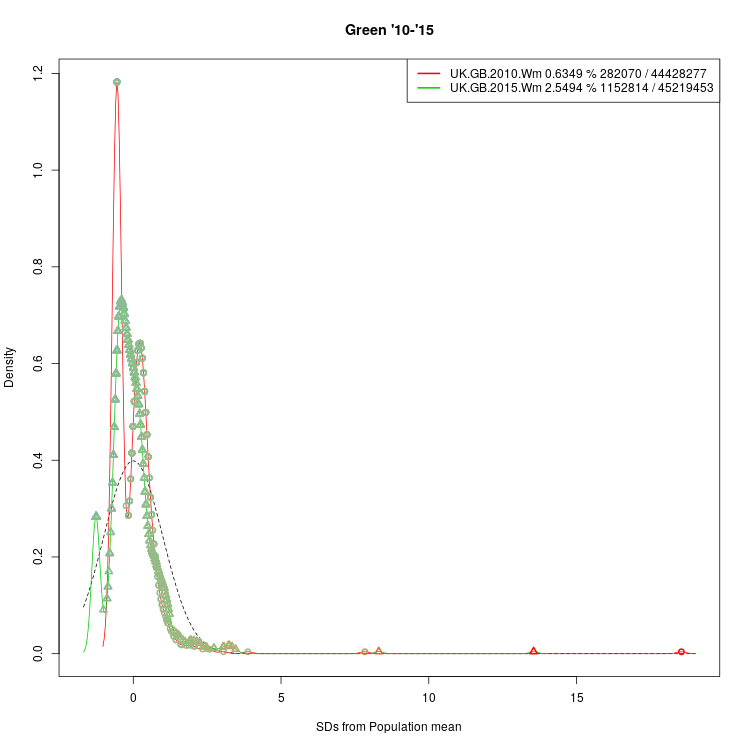 Green '10-'15
UK.GB.2010.Wm 0.6349 % 282070 / 44428277
UK.GB.2015.Wm 2.5494 % 1152814 / 45219453
1.2
1.0
0.8
0.6
0.4
0.2
0.0
Density
0 5 10 15
SDs from Population mean